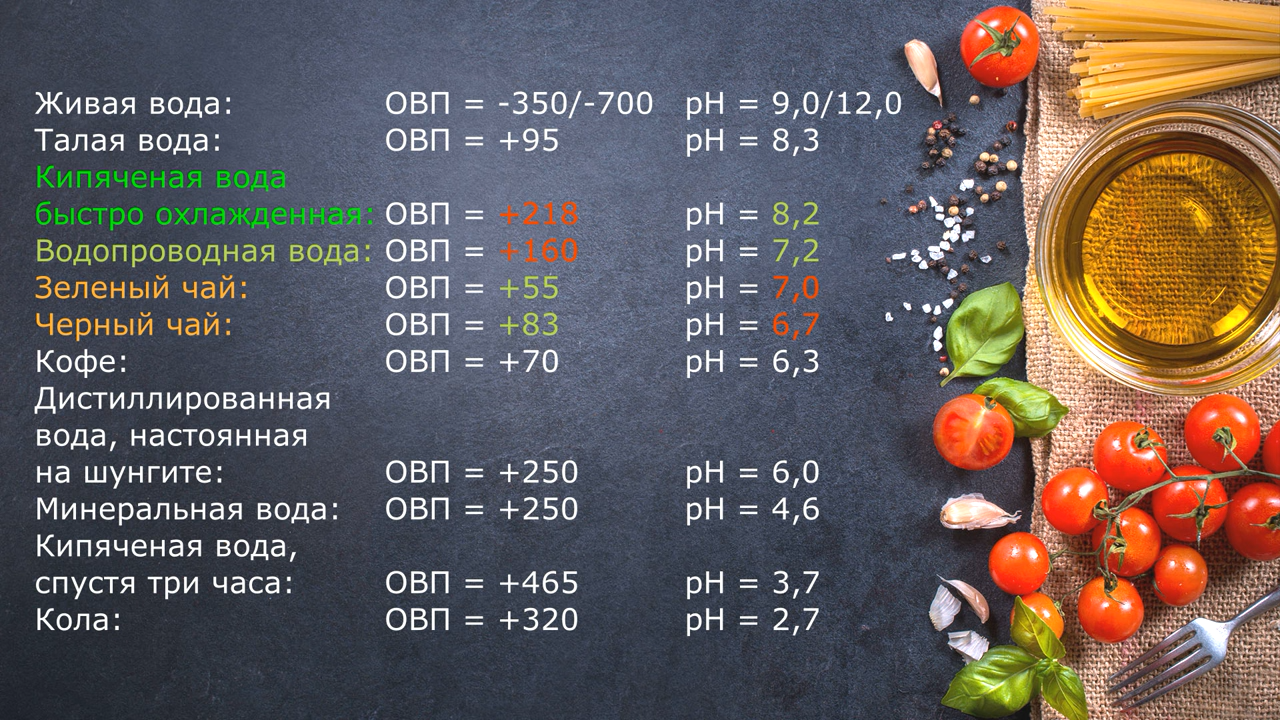 Живая вода: ОВП = -350/-700 pH = 9,0/12,0
Талая вода: ОВП = +95 pH = 8,3
Кипяченая вода
быстро охлажденная: ОВП = +218 pH = 8,2
Водопроводная вода: ОВП = +160 pH = 7,2
Зеленый чай: ОВП = +55 pH = 7,0
Черный чай: ОВП = +83 pH = 6,7
Кофе: ОВП = +70 pH = 6,3
Дистиллированная
вода, настоянная
на шунгите: ОВП = +250 pH = 6,0
Минеральная вода: ОВП = +250 pH = 4,6
Кипяченая вода,
спустя три часа: ОВП = +465 pH = 3,7
Кола: ОВП = +320 pH = 2,7